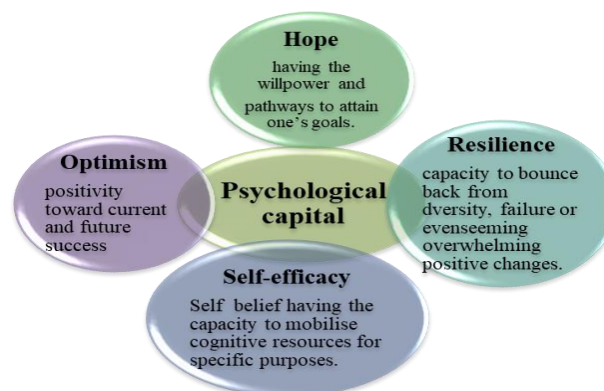 Hope
having the
willpower and
pathways to attain
one's goals.
Optimism
positivity
toward current
and future
success
Psychological
capital
Resilience
capacity to bounce
back from
dversity, failure or
evenseeming
overwhelming
positive changes.
Self-efficacy
Self belief having the
capacity to mobilise
cognitive resources for
specific purposes.